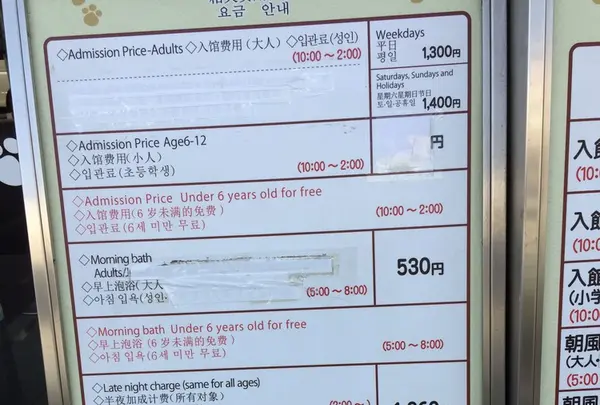 요금 안내
◇Admission Price-Adults ◇入馆费用(大人) ◇입관료(성인)
(10:00～2:00)
Weekdays
平日
평일 1,300円
Saturdays, Sundays and
Holidays
星期六星期日节日
토·일·공휴일 1,400円
◇Admission Price Age6-12
◇入馆费用(小人)
◇입관료(초등학생) (10:00～2:00)
円
◇Admission Price Under 6 years old for free
◇入馆费用(6岁未满的免费)
◇입관료(6세 미만 무료) (10:00～2:00)
◇Morning bath
Adults/
◇早上泡浴(大人
◇아침 입욕(성인· (5:00～8:00)
530円
◇Morning bath Under 6 years old for free
◇早上泡浴(6岁未满的免费)
◇아침 입욕(6세 미만 무료) (5:00～8:00)
◇Late night charge (same for all ages)
◇半夜加成计费(所有对象)
入館
(10:0
入館
(小学
(10:0
朝風
(大人・
(5:00
朝風